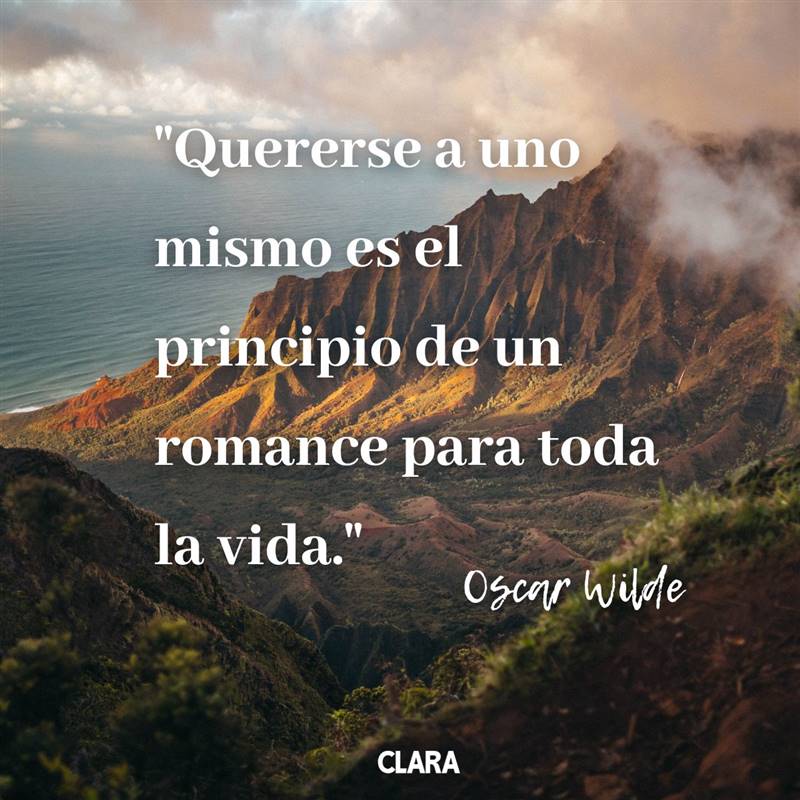 "Quererse a uno
mismo es el
principio de un
romance para toda
la vida."
Oscar Wilde
CLARA